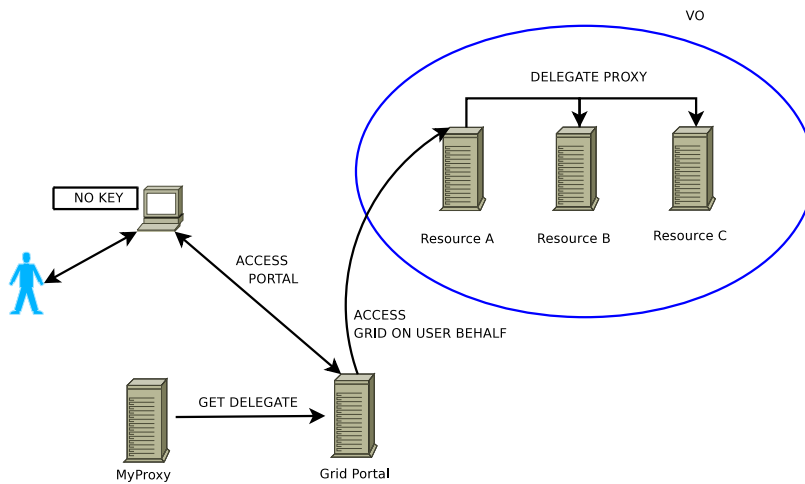 VO
DELEGATE PROXY
NO KEY
Resource A
Resource B
Resource C
ACCESS
PORTAL
ACCESS
GRID ON USER BEHALF
GET DELEGATE
MyProxy
Grid Portal